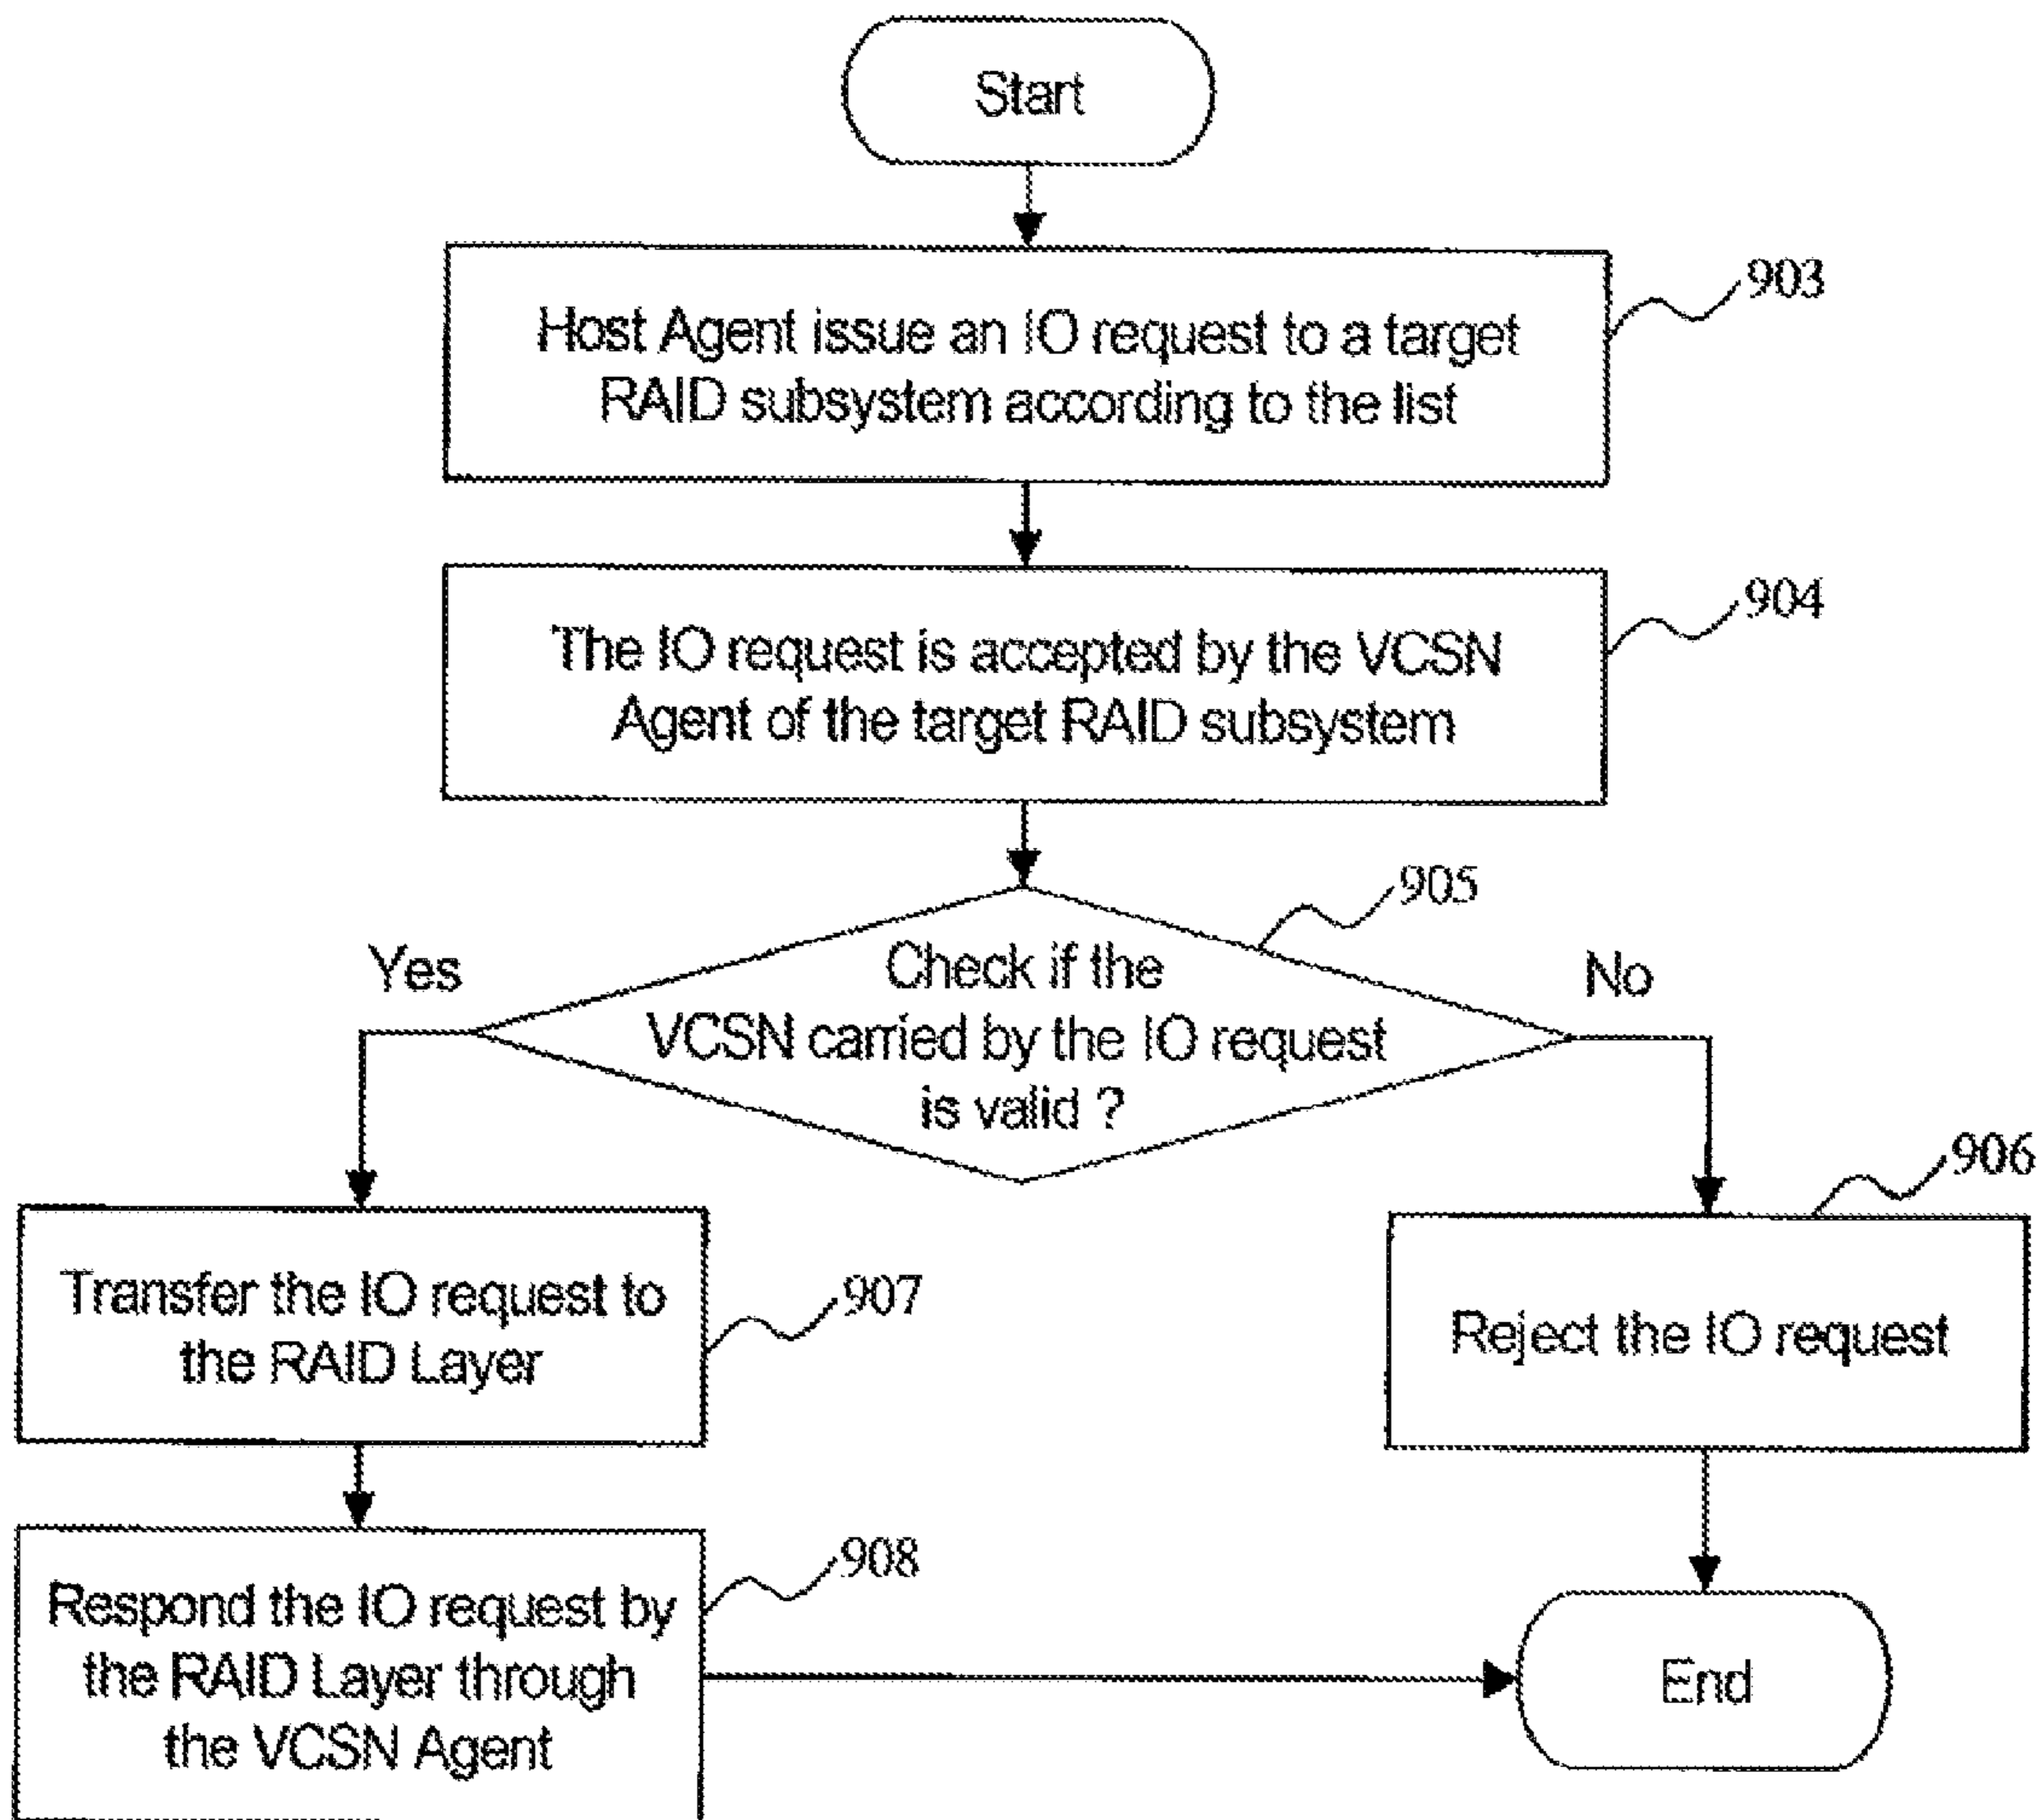 Start
903
Host Agent issue an IO request to a target
RAID subsystem according to the list
904
The IO request is accepted by the VCSN
Agent of the target RAID subsystem
905
Yes
Check if the
No
VCSN carried by the IO request
is valid ?
906
Transfer the IO request to
the RAID Layer
907
Reject the IO request
908
Respond the IO request by
the RAID Layer through
the VCSN Agent
End